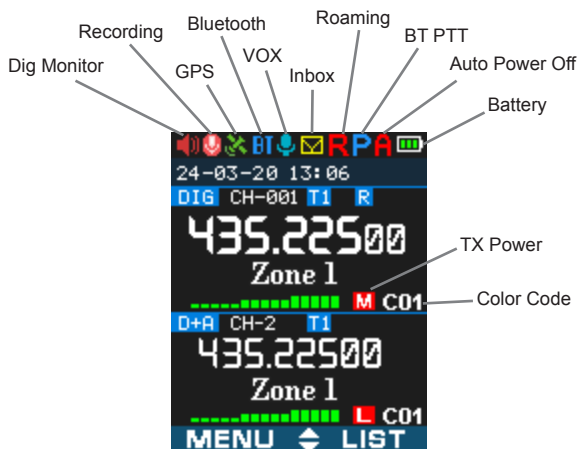 Bluetooth
Roaming
Recording
BT PTT
VOX
Dig Monitor
GPS
Inbox
Auto Power Off
Battery
BT R P A
24-03-20 13:06
DIG CH-001 T1 R
435.22500
Zone 1
TX Power
M C01
Color Code
D+A CH-2 T1
435.22500
Zone 1
L C01
MENU LIST